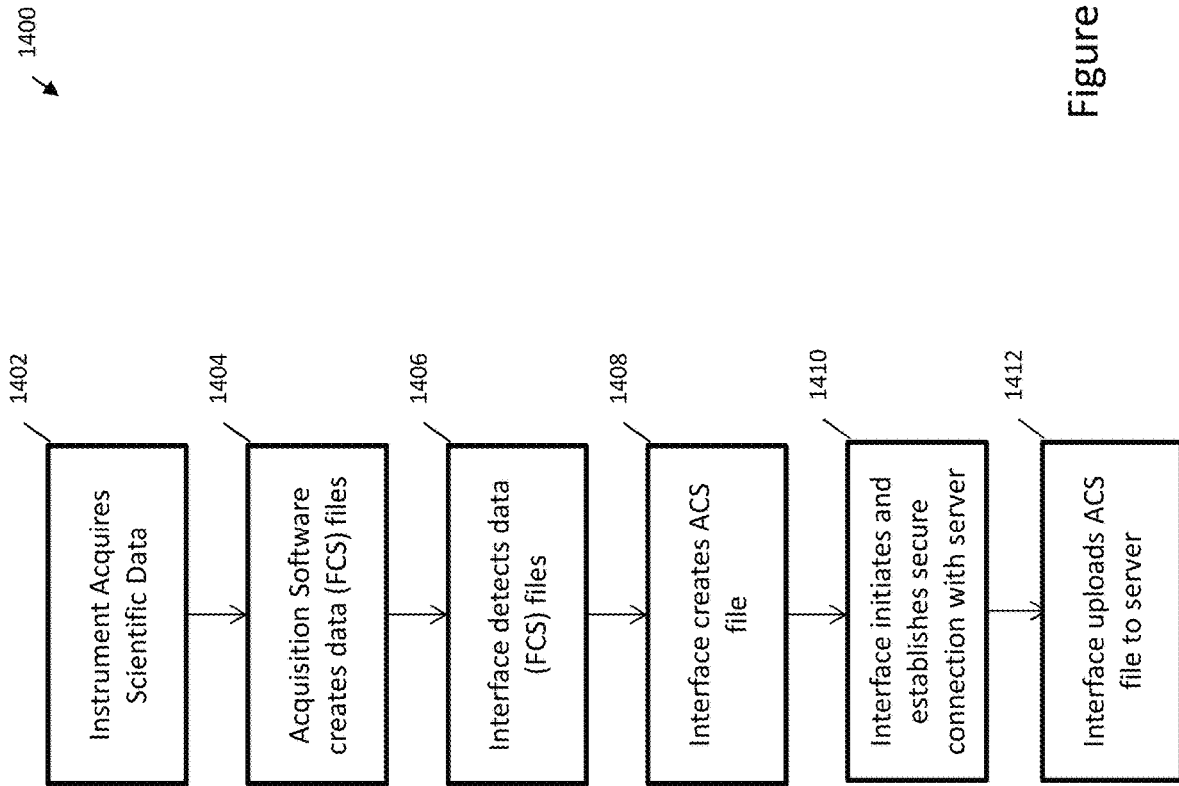 1400
1402
Instrument Acquires
Scientific Data
1404
Acquisition Software
creates data (FCS) files
1406
Interface detects data
(FCS) files
1408
Interface creates ACS
file
1410
Interface initiates and
establishes secure
connection with server
1412
Interface uploads ACS
file to server
Figure